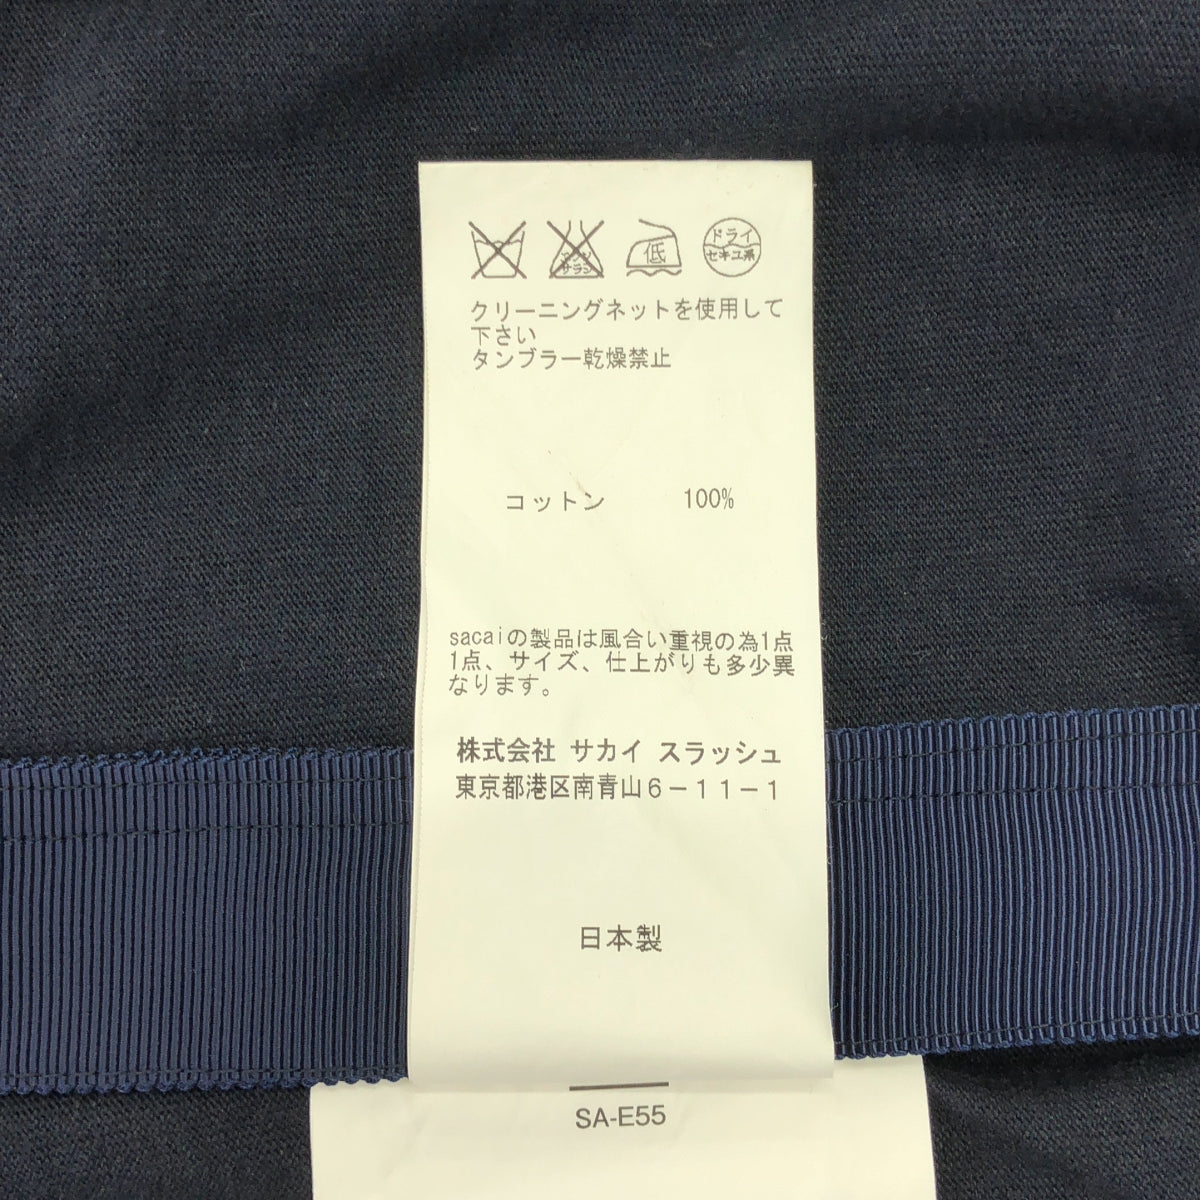 低
ドライ
セキユ系
クリーニングネットを使用して
下さい
タンブラー乾燥禁止
コットン 100%
sacaiの製品は風合い重視の為1点
1点、サイズ、仕上がりも多少異
なります。
株式会社 サカイ スラッシュ
東京都港区南青山6-11-1
日本製
SA-E55